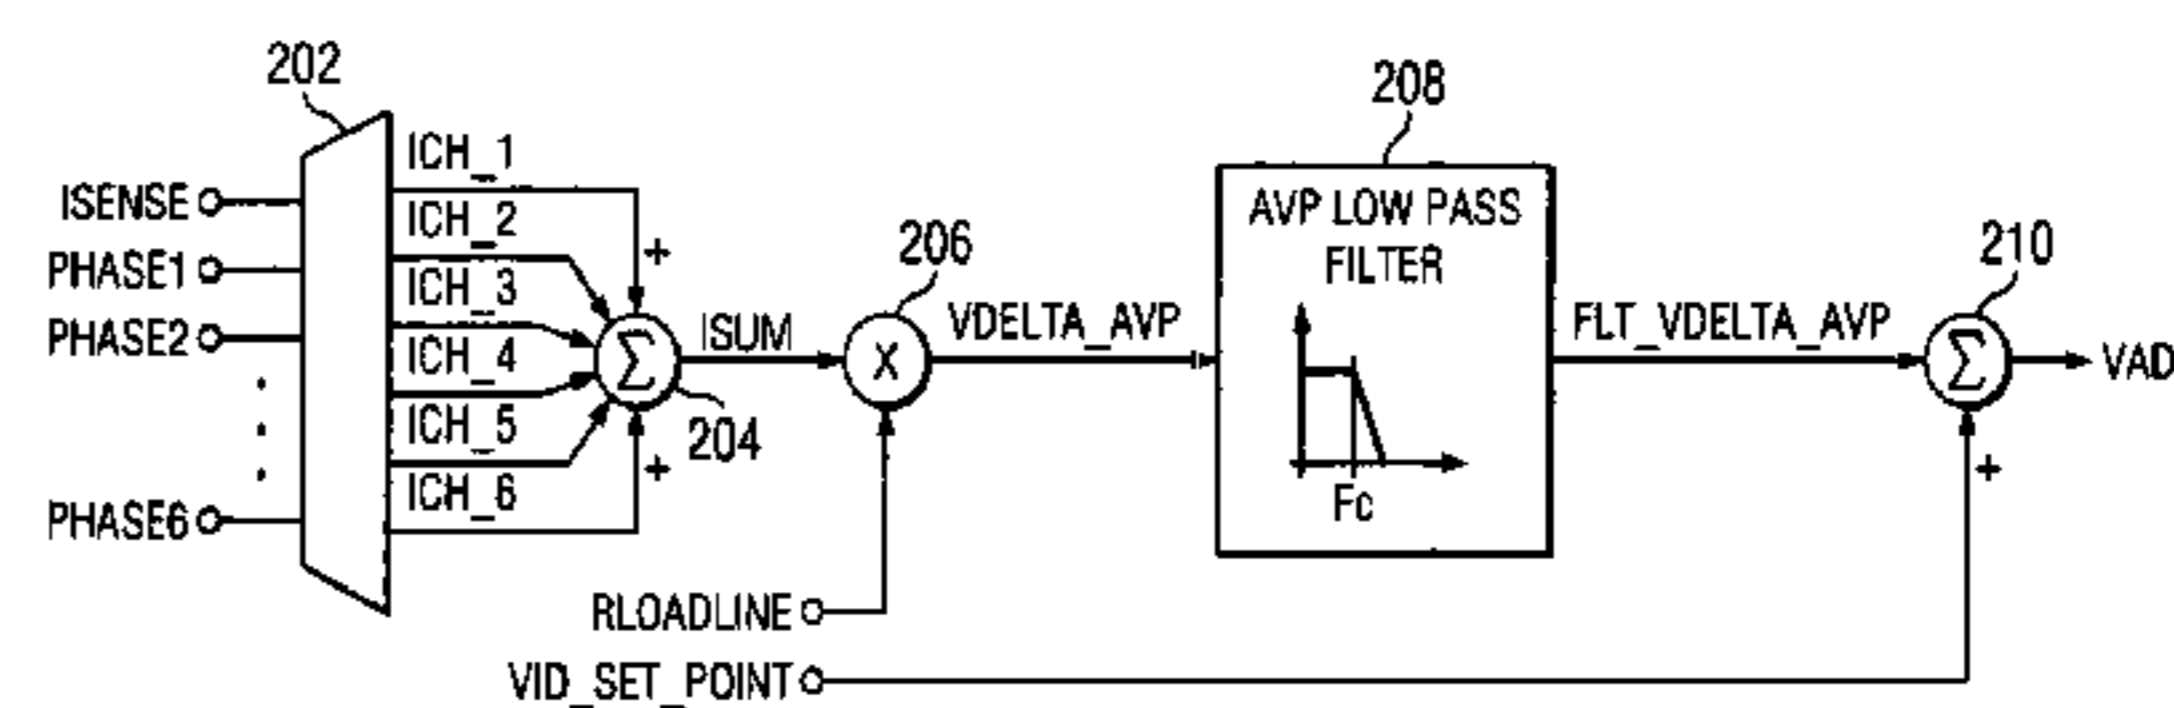 202
ISENSE
PHASE1
PHASE2
PHASE6
ICH_1
ICH_2
ICH_3
ICH_4
ICH_5
ICH_6
+
+
Σ
204
ISUM
206
X
RLOADLINE
VID_SET_POINT
VDELTA_AVP
208
AVP LOW PASS
FILTER
Fc
FLT_VDELTA_AVP
210
Σ
+
VAD